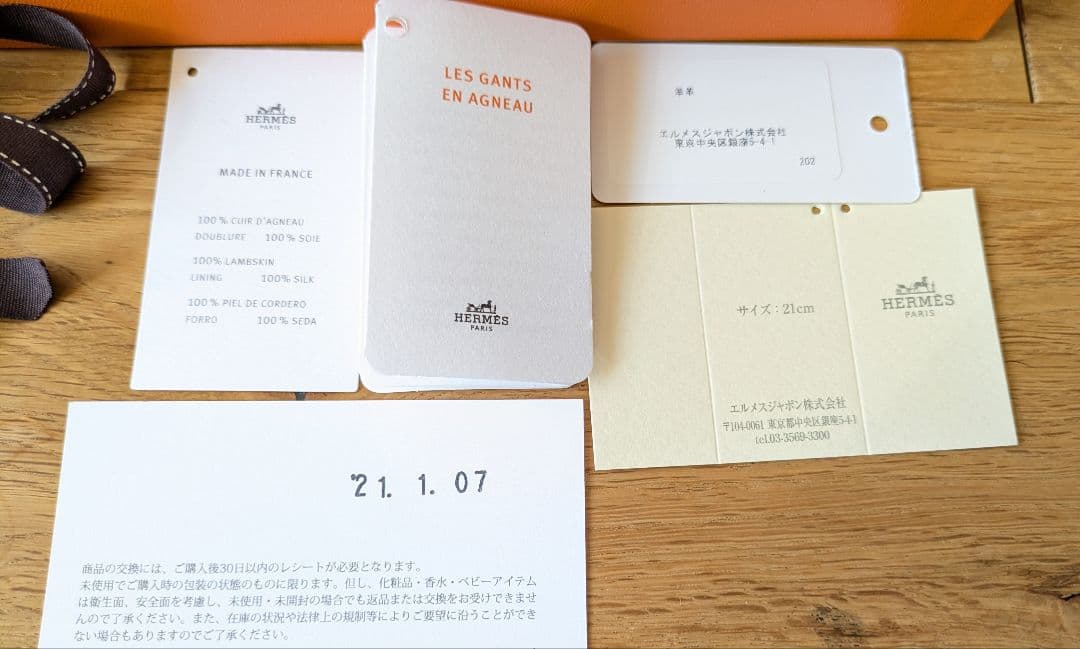 HERMÈS
PARIS
MADE IN FRANCE
100 % CUIR D'AGNEAU
DOUBLURE 100 % SOIE
100 % LAMBSKIN
LINING 100 % SILK
100 % PIEL DE CORDERO
FORRO 100 % SEDA
LES GANTS
EN AGNEAU
HERMÈS
PARIS
羊革
エルメスジャポン株式会社
東京中央区銀座5-4-1
202
サイズ：21cm
エルメスジャポン株式会社
〒104-0061 東京都中央区銀座5-4-1
tel.03-3569-3300
HERMÈS
PARIS
'21. 1. 07
商品の交換には、ご購入後30日以内のレシートが必要となります。
未使用でご購入時の包装の状態のものに限ります。但し、化粧品・香水・ベビーアイテム
は衛生面、安全面を考慮し、未使用・未開封の場合でも返品または交換をお受けできませ
んので了承ください。また、在庫の状況や法律上の規制等によりご要望に沿うことができ
ない場合もありますのでご了承ください。